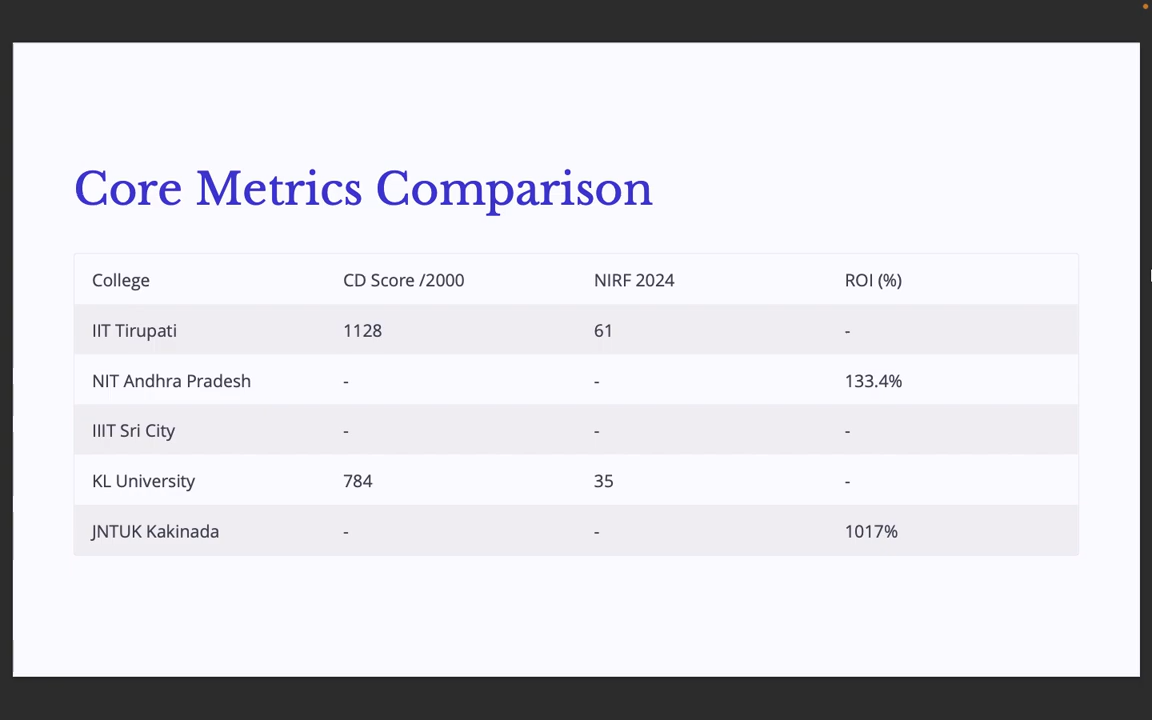 Core Metrics Comparison
College CD Score /2000 NIRF 2024 ROI (%)
IIT Tirupati 1128 61 -
NIT Andhra Pradesh - - 133.4%
IIIT Sri City - - -
KL University 784 35 -
JNTUK Kakinada - - 1017%